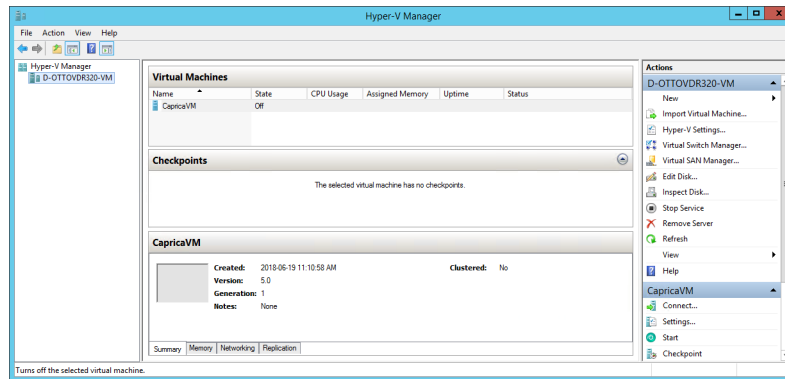 Hyper-V Manager
File Action View Help
Hyper-V Manager
D-OTTOVDR320-VM
Virtual Machines
Name State CPU Usage Assigned Memory Uptime Status
CapricaVM Off
Checkpoints
The selected virtual machine has no checkpoints.
CapricaVM
Created: 2018-06-19 11:10:58 AM Clustered: No
Version: 5.0
Generation: 1
Notes: None
Summary Memory Networking Replication
Actions
D-OTTOVDR320-VM
New
Import Virtual Machine...
Hyper-V Settings...
Virtual Switch Manager...
Virtual SAN Manager...
Edit Disk...
Inspect Disk...
Stop Service
Remove Server
Refresh
View
Help
CapricaVM
Connect...
Settings...
Start
Checkpoint
Turns off the selected virtual machine.